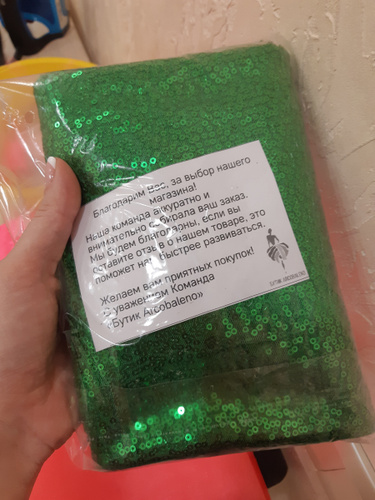 Благодарим Вас, за выбор нашего
магазина!
Наша команда аккуратно и
внимательно собирала ваш заказ.
Мы будем благодарны, если вы
оставите отзыв о нашем товаре, это
поможет нам быстрее развиваться.
Желаем вам приятных покупок!
С уважением Команда
«Бутик Arcobaleno»